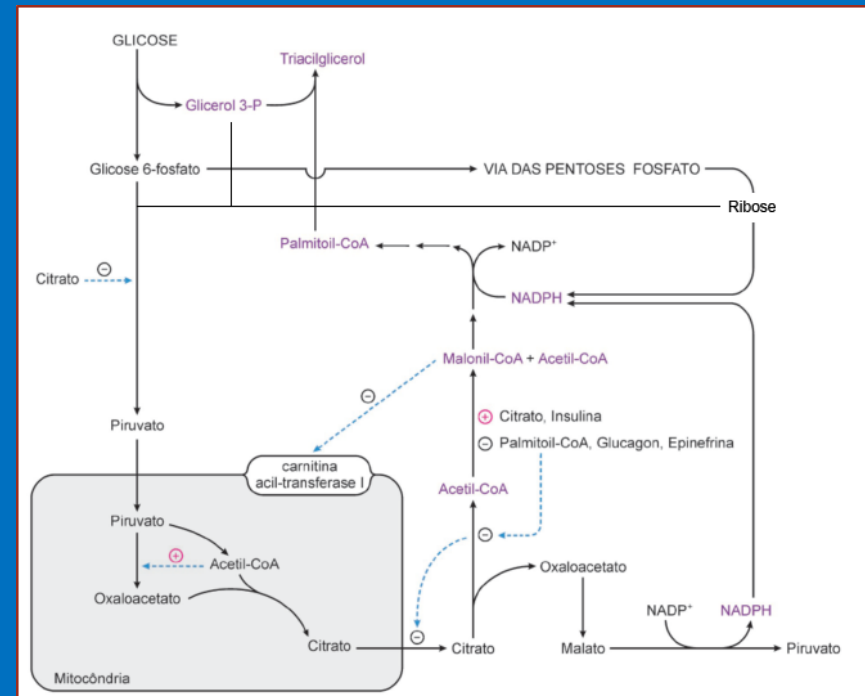 GLICOSE
Triacilglicerol
Glicerol 3-P
Glicose 6-fosfato
VIA DAS PENTOSES FOSFATO
Ribose
Palmitoil-CoA
NADP⁺
Citrato
NADPH
Malonil-CoA + Acetil-CoA
Citrato, Insulina
Piruvato
Palmitoil-CoA, Glucagon, Epinefrina
carnitina
acil-transferase I
Acetil-CoA
Piruvato
Acetil-CoA
Oxaloacetato
Oxaloacetato
NADP⁺
NADPH
Citrato
Citrato
Malato
Piruvato
Mitocôndria